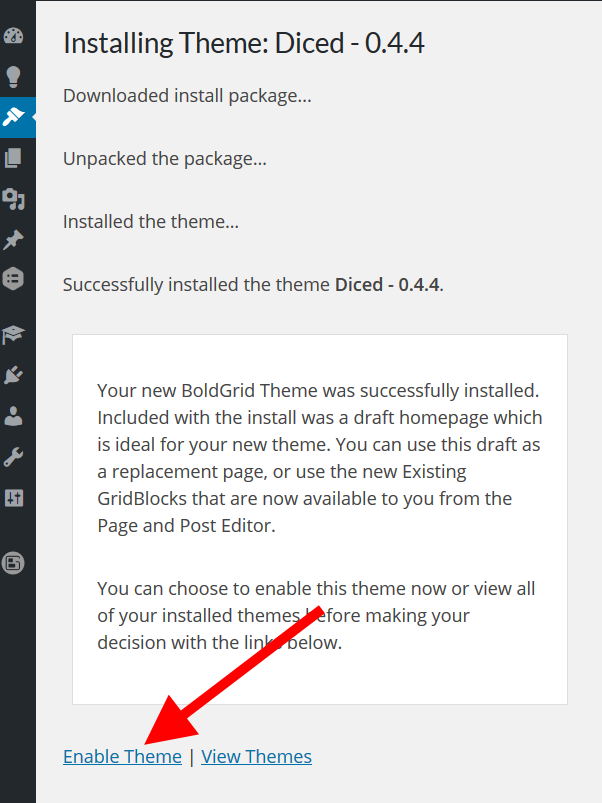 Installing Theme: Diced - 0.4.4
Downloaded install package...
Unpacked the package...
Installed the theme...
Successfully installed the theme Diced - 0.4.4.
Your new BoldGrid Theme was successfully installed.
Included with the install was a draft homepage which
is ideal for your new theme. You can use this draft as
a replacement page, or use the new Existing
GridBlocks that are now available to you from the
Page and Post Editor.
You can choose to enable this theme now or view all
of your installed themes before making your
decision with the links below.
Enable Theme | View Themes